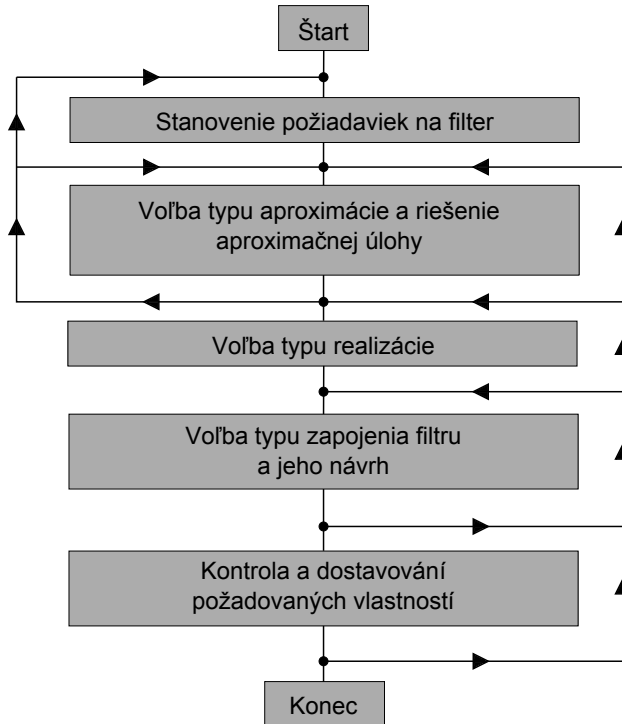 Štart
Stanovenie požiadaviek na filter
Voľba typu aproximácie a riešenie
aproximačnej úlohy
Voľba typu realizácie
Voľba typu zapojenia filtru
a jeho návrh
Kontrola a dostavování
požadovaných vlastností
Konec